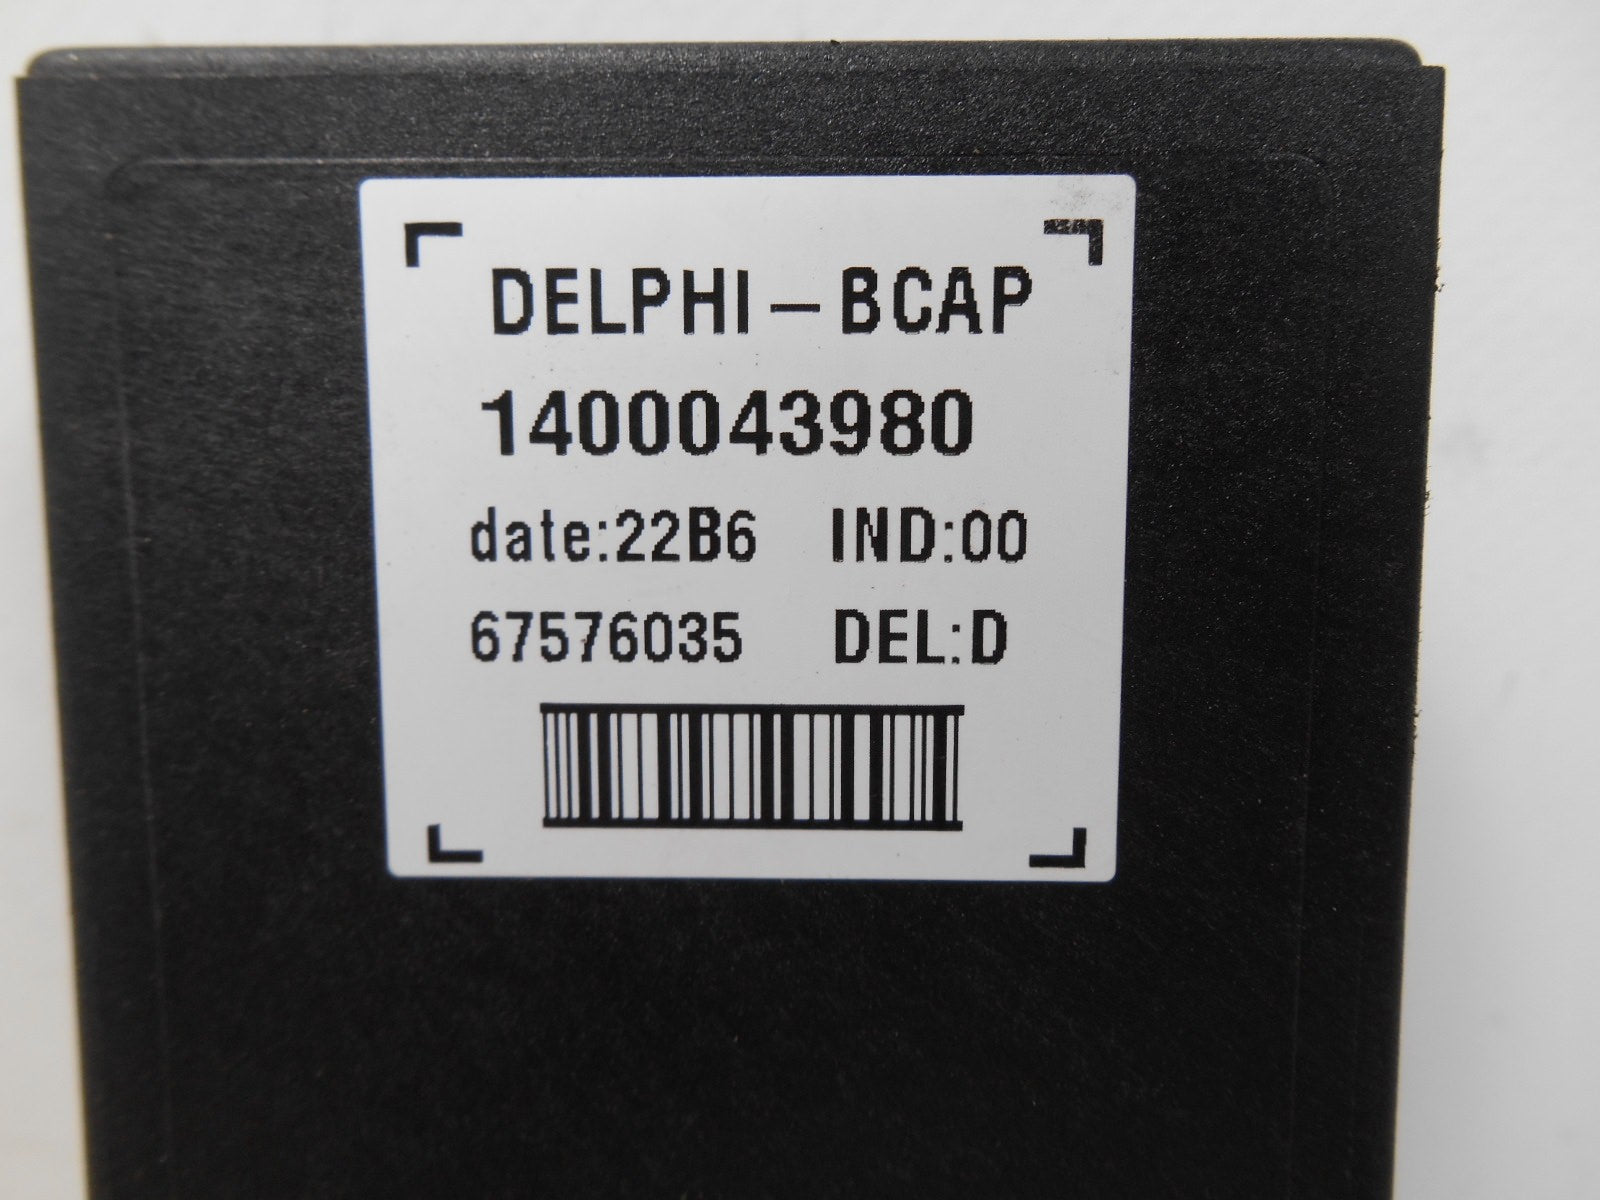 DELPHI – BCAP
1400043980
date:22B6 IND:00
67576035 DEL:D